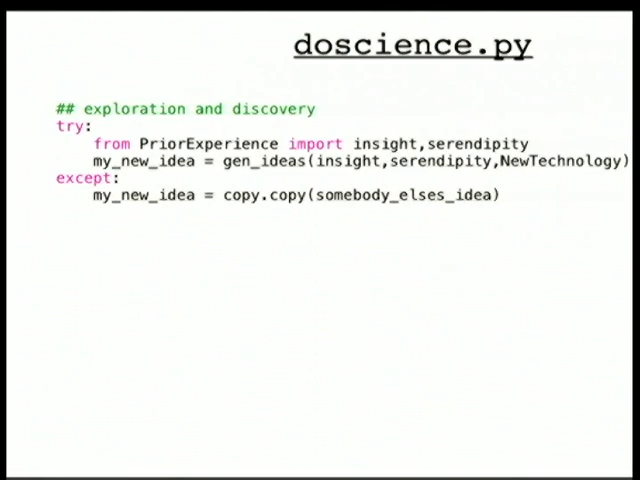 doscience.py
## exploration and discovery
try:
    from PriorExperience import insight,serendipity
    my_new_idea = gen_ideas(insight,serendipity,NewTechnology)
except:
    my_new_idea = copy.copy(somebody_elses_idea)